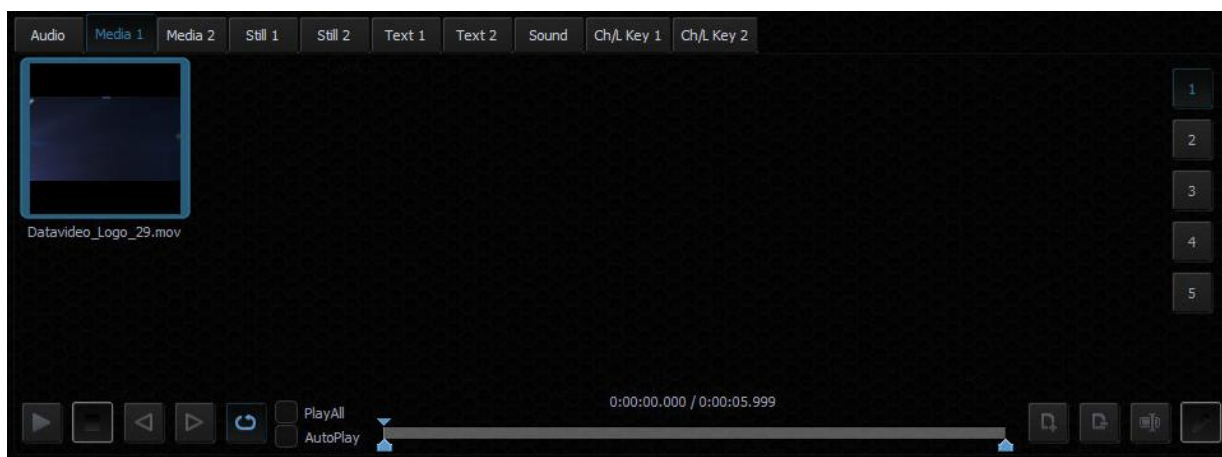 Audio Media 1 Media 2 Still 1 Still 2 Text 1 Text 2 Sound Ch/L Key 1 Ch/L Key 2
1
2
3
Datavideo_Logo_29.mov
4
5
0:00:00.000 / 0:00:05.999
PlayAll
AutoPlay